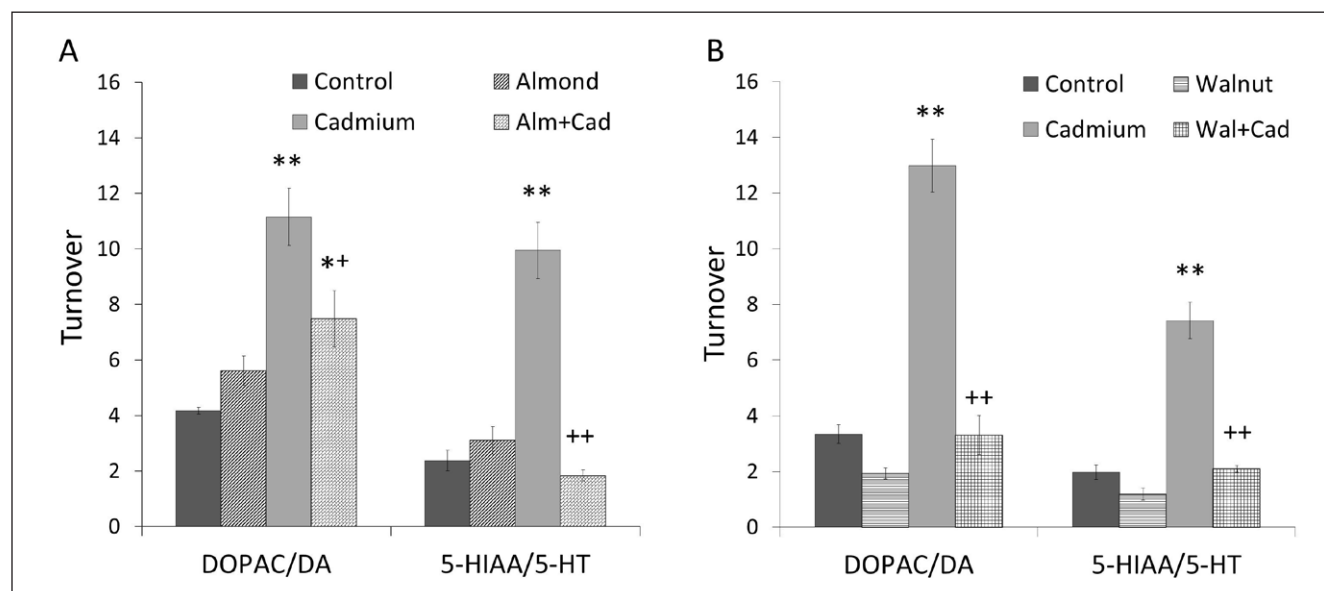 A
Control
Almond
Cadmium
Alm+Cad
Turnover
16
14
12
10
8
6
4
2
0
**
*+
**
++
DOPAC/DA
5-HIAA/5-HT
B
Control
Walnut
Cadmium
Wal+Cad
Turnover
16
14
12
10
8
6
4
2
0
**
++
**
++
DOPAC/DA
5-HIAA/5-HT